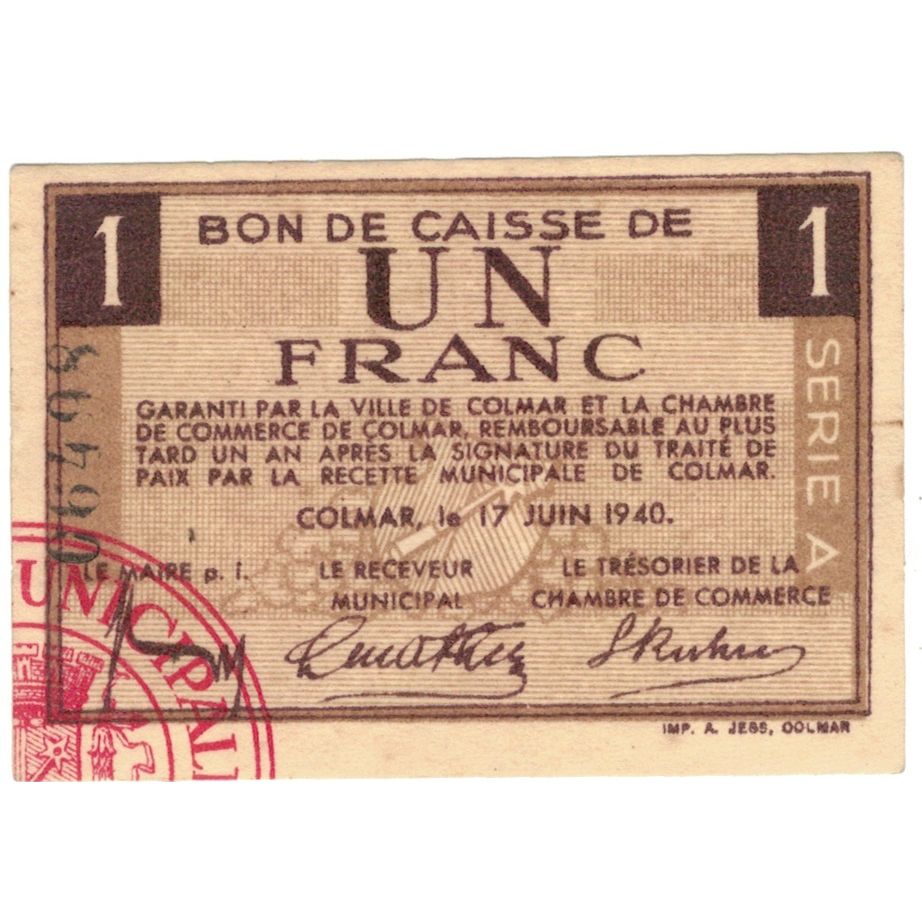 1 BON DE CAISSE DE 1
UN
FRANC
GARANTI PAR LA VILLE DE COLMAR ET LA CHAMBRE
DE COMMERCE DE COLMAR, REMBOURSABLE AU PLUS
TARD UN AN APRÈS LA SIGNATURE DU TRAITÉ DE
PAIX PAR LA RECETTE MUNICIPALE DE COLMAR.
COLMAR, le 17 JUIN 1940.
LE MAIRE p. i.
LE RECEVEUR
MUNICIPAL
LE TRÉSORIER DE LA
CHAMBRE DE COMMERCE
SERIE A
06498
UNICIPAL
IMP. A. JESS, COLMAR